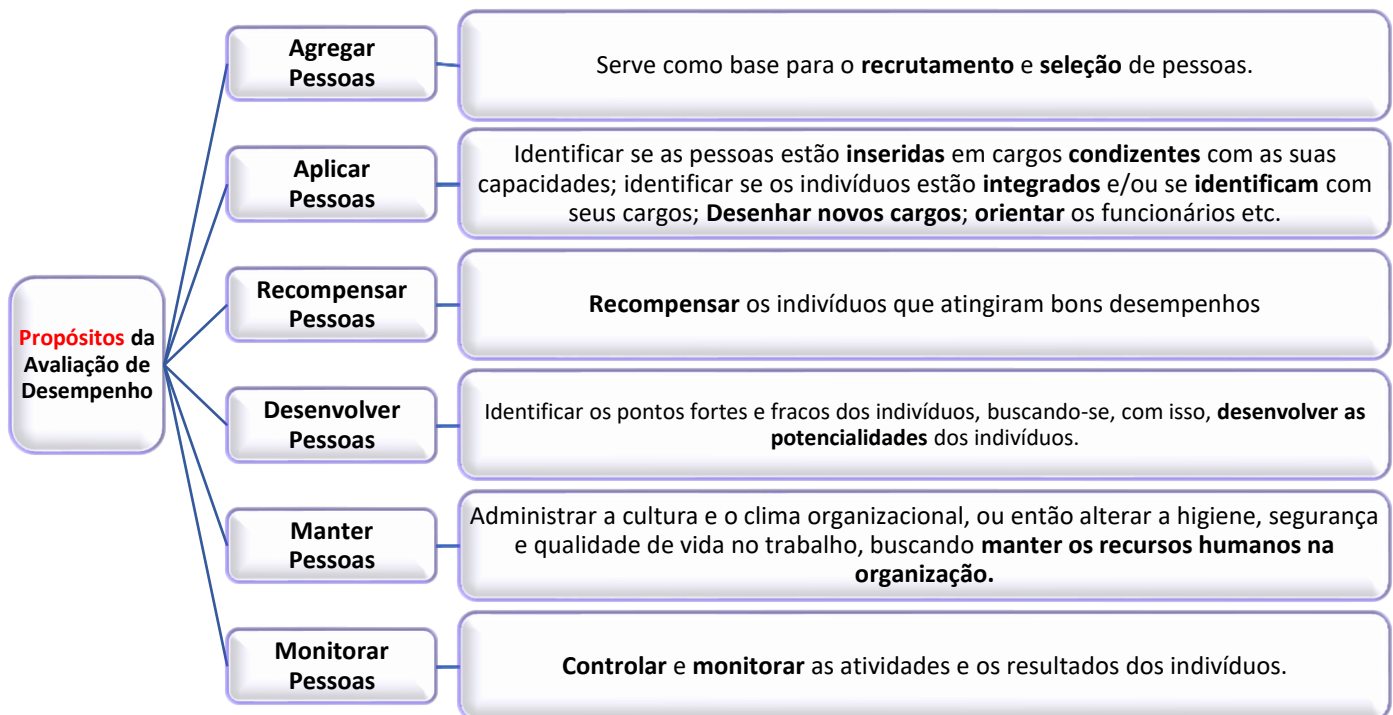 Propósitos da
Avaliação de
Desempenho
Agregar
Pessoas
Serve como base para o recrutamento e seleção de pessoas.
Aplicar
Pessoas
Identificar se as pessoas estão inseridas em cargos condizentes com as suas
capacidades; identificar se os indivíduos estão integrados e/ou se identificam com
seus cargos; Desenhar novos cargos; orientar os funcionários etc.
Recompensar
Pessoas
Recompensar os indivíduos que atingiram bons desempenhos
Desenvolver
Pessoas
Identificar os pontos fortes e fracos dos indivíduos, buscando-se, com isso, desenvolver as
potencialidades dos indivíduos.
Manter
Pessoas
Administrar a cultura e o clima organizacional, ou então alterar a higiene, segurança
e qualidade de vida no trabalho, buscando manter os recursos humanos na
organização.
Monitorar
Pessoas
Controlar e monitorar as atividades e os resultados dos indivíduos.